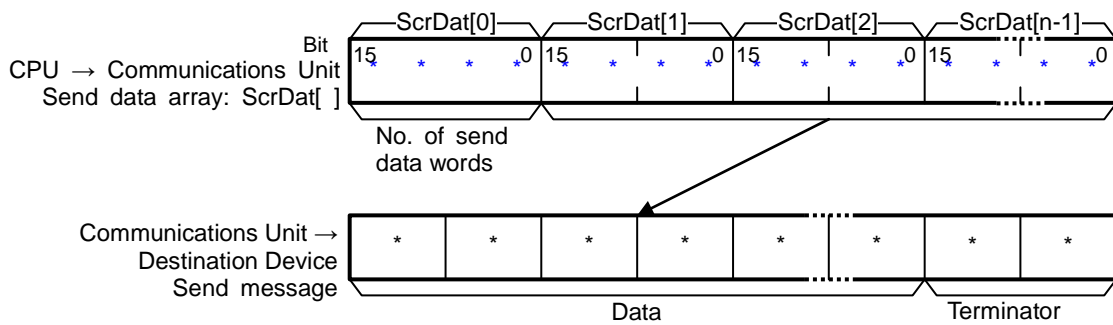 ScrDat[0] ScrDat[1] ScrDat[2] ScrDat[n-1]
Bit 15 0 15 0 15 0 15 0
CPU → Communications Unit * * * * * * * * * * * * * * * *
Send data array: ScrDat[ ]
No. of send
data words
Communications Unit → * * * * * * * *
Destination Device
Send message
Data Terminator